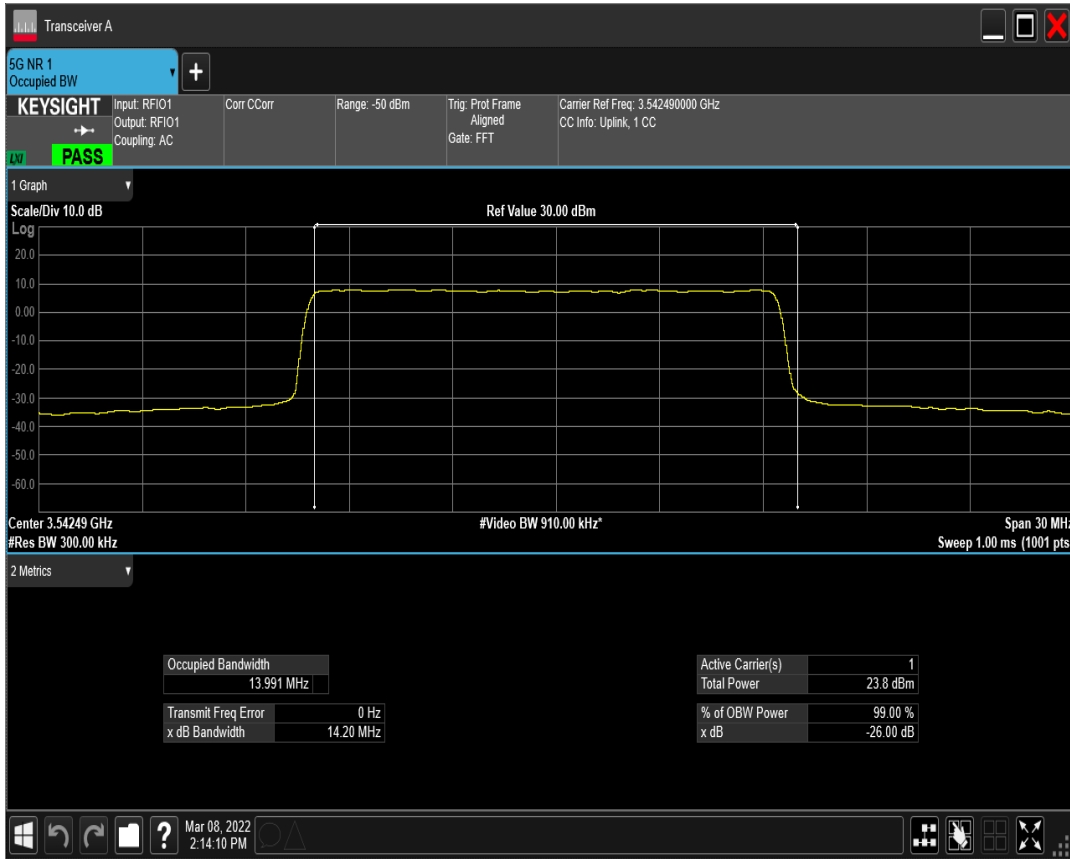 Transceiver A
5G NR 1
Occupied BW
KEYSIGHT
LXI
PASS
Input: RFIO1
Output: RFIO1
Coupling: AC
Corr CCorr
Range: -50 dBm
Trig: Prot Frame
Aligned
Gate: FFT
Carrier Ref Freq: 3.542490000 GHz
CC Info: Uplink, 1 CC
1 Graph
Scale/Div 10.0 dB
Ref Value 30.00 dBm
Log
20.0
10.0
0.00
-10.0
-20.0
-30.0
-40.0
-50.0
-60.0
Center 3.54249 GHz
#Video BW 910.00 kHz*
Span 30 MHz
#Res BW 300.00 kHz
Sweep 1.00 ms (1001 pts
2 Metrics
Occupied Bandwidth
13.991 MHz
Transmit Freq Error 0 Hz
x dB Bandwidth 14.20 MHz
Active Carrier(s) 1
Total Power 23.8 dBm
% of OBW Power 99.00 %
x dB -26.00 dB
?
Mar 08, 2022
2:14:10 PM